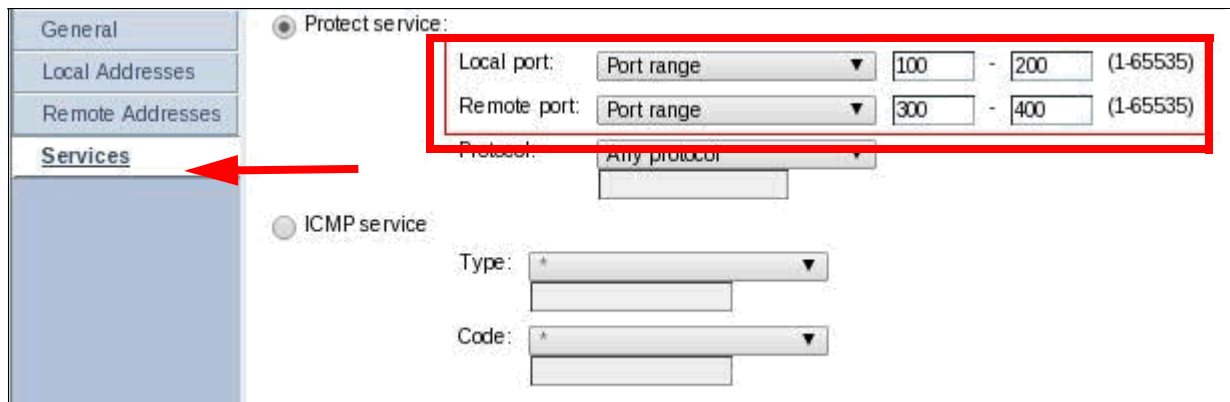 General
Local Addresses
Remote Addresses
Services
Protect service:
Local port: Port range ▼ 100 - 200 (1-65535)
Remote port: Port range ▼ 300 - 400 (1-65535)
Protocol: Any protocol ▼
ICMP service
Type: * ▼
Code: * ▼